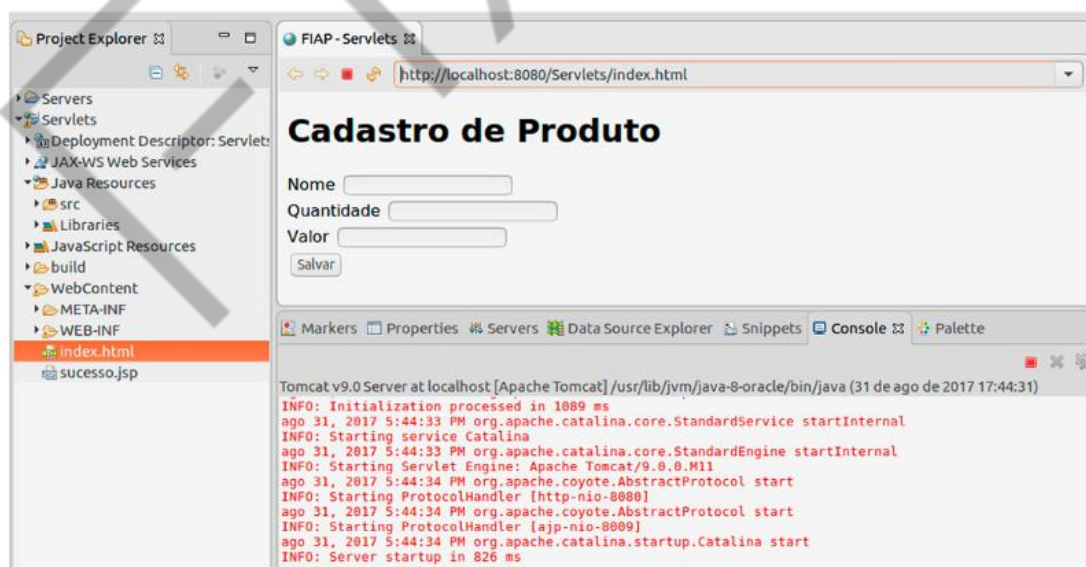 Project Explorer
FIAP - Servlets
http://localhost:8080/Servlets/index.html
Servers
Servlets
Deployment Descriptor: Servlets
JAX-WS Web Services
Java Resources
src
Libraries
JavaScript Resources
build
WebContent
META-INF
WEB-INF
index.html
sucesso.jsp
Cadastro de Produto
Nome
Quantidade
Valor
Salvar
Markers Properties Servers Data Source Explorer Snippets Console Palette
Tomcat v9.0 Server at localhost [Apache Tomcat] /usr/lib/jvm/java-8-oracle/bin/java (31 de ago de 2017 17:44:31)
INFO: Initialization processed in 1089 ms
ago 31, 2017 5:44:33 PM org.apache.catalina.core.StandardService startInternal
INFO: Starting service Catalina
ago 31, 2017 5:44:33 PM org.apache.catalina.core.StandardEngine startInternal
INFO: Starting Servlet Engine: Apache Tomcat/9.0.0.M11
ago 31, 2017 5:44:34 PM org.apache.coyote.AbstractProtocol start
INFO: Starting ProtocolHandler [http-nio-8080]
ago 31, 2017 5:44:34 PM org.apache.coyote.AbstractProtocol start
INFO: Starting ProtocolHandler [ajp-nio-8009]
ago 31, 2017 5:44:34 PM org.apache.catalina.startup.Catalina start
INFO: Server startup in 826 ms